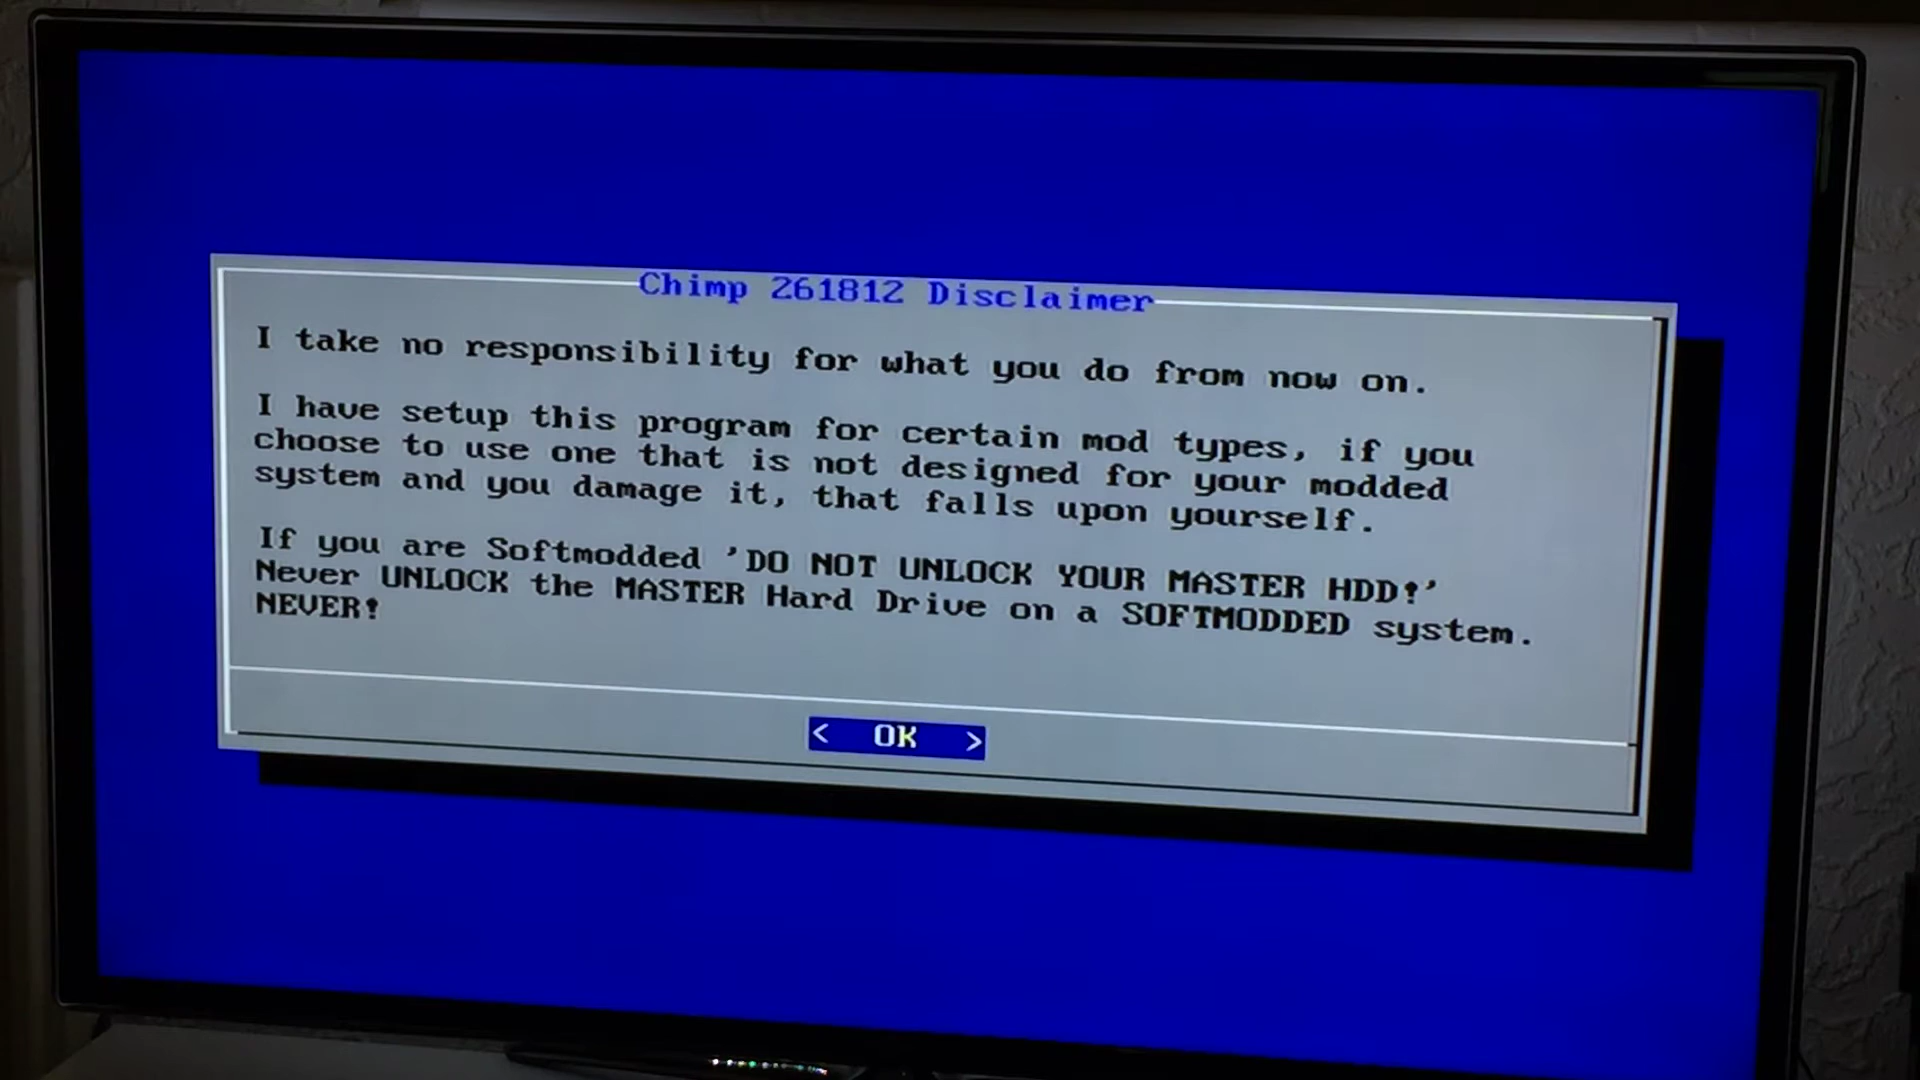 Chimp 261812 Disclaimer
I take no responsibility for what you do from now on.
I have setup this program for certain mod types, if you
choose to use one that is not designed for your modded
system and you damage it, that falls upon yourself.
If you are Softmodded 'DO NOT UNLOCK YOUR MASTER HDD!'
Never UNLOCK the MASTER Hard Drive on a SOFTMODDED system.
NEVER!
< OK >